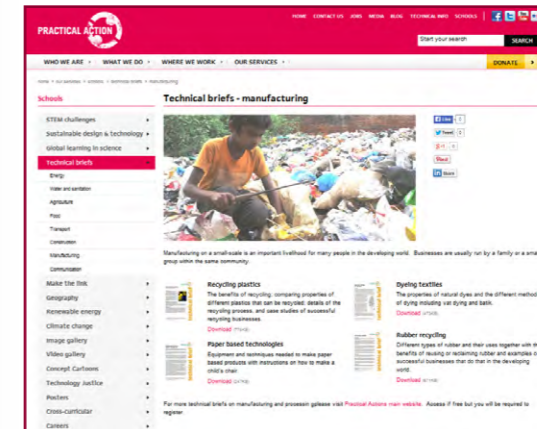 HOME CONTACT US JOBS MEDIA BLOG TECHNICAL INFO SCHOOLS
PRACTICAL ACTION
Start your search SEARCH
WHO WE ARE WHAT WE DO WHERE WE WORK OUR SERVICES DONATE
Schools
STEM challenges
Sustainable design & technology
Global learning in science
Technical briefs
Energy
Water and sanitation
Agriculture
Food
Transport
Construction
Manufacturing
Communication
Make the link
Geography
Renewable energy
Climate change
Image gallery
Video gallery
Concept Cartoons
Technology Justice
Posters
Cross-curricular
Careers
Technical briefs - manufacturing
Like
Tweet
Share
Manufacturing on a small-scale is an important livelihood for many people in the developing world. Businesses are usually run by a family or a small
group within the same community.
Recycling plastics
The benefits of recycling, comparing properties of
different plastics that can be recycled, details of the
recycling process, and case studies of successful
recycling businesses.
Download
Paper based technologies
Equipment and techniques needed to make paper
based products with instructions on how to make a
child's chair.
Download
Dyeing textiles
The properties of natural dyes and the different method
of dying including vat dying and batik.
Download
Rubber recycling
Different types of rubber and their uses together with th
benefits of reusing or reclaiming rubber and examples o
successful businesses that do that in the developing
world.
Download
For more technical briefs on manufacturing and processin gplease visit Practical Actions main website. Access if free but you will be required to
register.